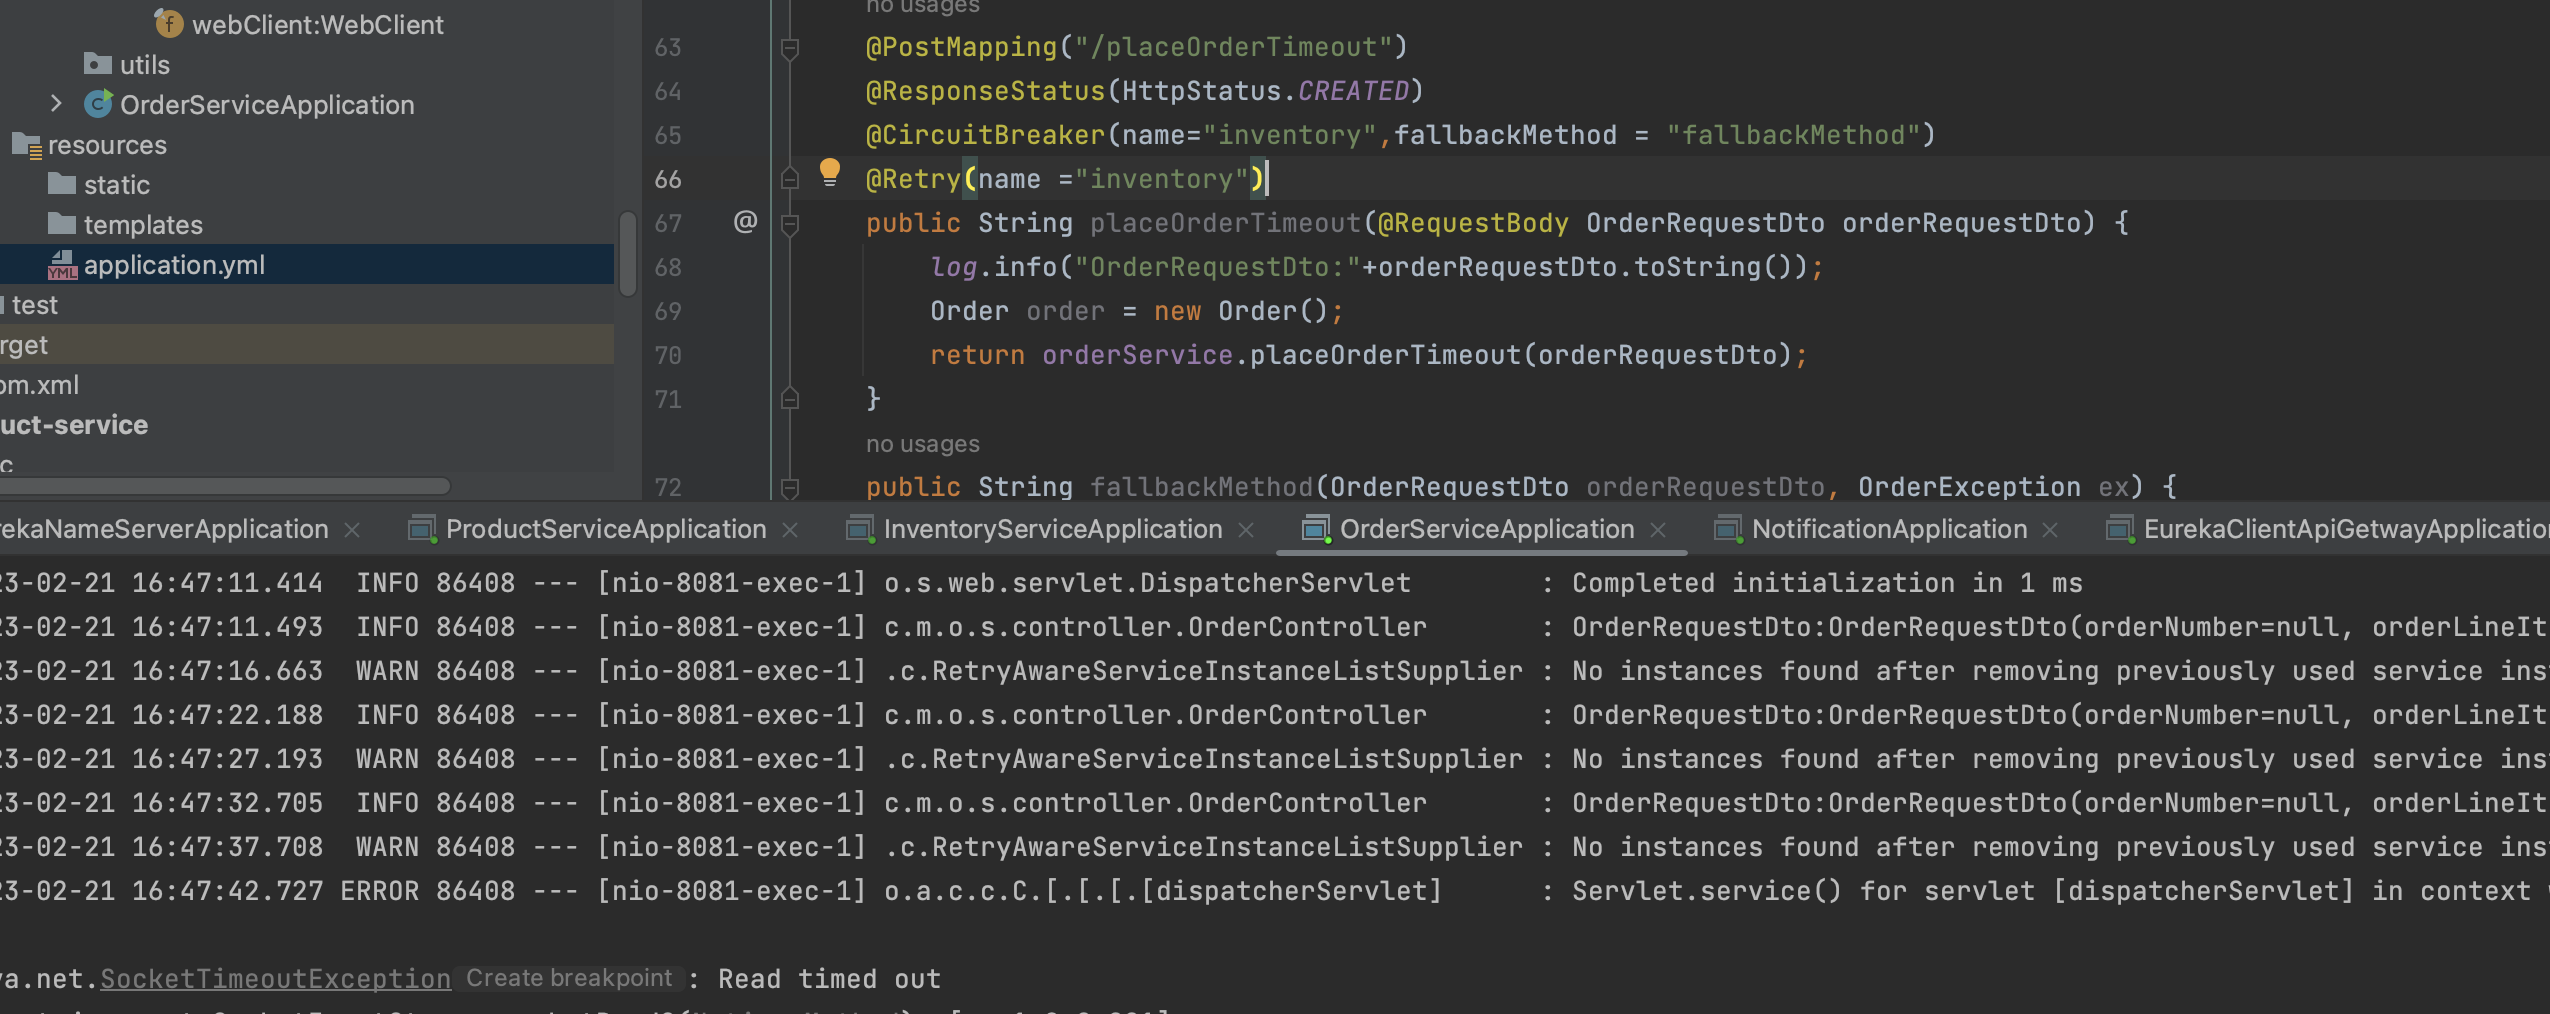 webClient:WebClient
utils
OrderServiceApplication
resources
static
templates
application.yml
test
rget
om.xml
uct-service
no usages
63 @PostMapping("/placeOrderTimeout")
64 @ResponseStatus(HttpStatus.CREATED)
65 @CircuitBreaker(name="inventory",fallbackMethod = "fallbackMethod")
66 @Retry(name ="inventory")
67 @ public String placeOrderTimeout(@RequestBody OrderRequestDto orderRequestDto) {
68 log.info("OrderRequestDto:"+orderRequestDto.toString());
69 Order order = new Order();
70 return orderService.placeOrderTimeout(orderRequestDto);
71 }
no usages
72 public String fallbackMethod(OrderRequestDto orderRequestDto, OrderException ex) {
ekaNameServerApplication ProductServiceApplication InventoryServiceApplication OrderServiceApplication NotificationApplication EurekaClientApiGetwayApplication
23-02-21 16:47:11.414 INFO 86408 --- [nio-8081-exec-1] o.s.web.servlet.DispatcherServlet : Completed initialization in 1 ms
23-02-21 16:47:11.493 INFO 86408 --- [nio-8081-exec-1] c.m.o.s.controller.OrderController : OrderRequestDto:OrderRequestDto(orderNumber=null, orderLineIt
23-02-21 16:47:16.663 WARN 86408 --- [nio-8081-exec-1] .c.RetryAwareServiceInstanceListSupplier : No instances found after removing previously used service ins
23-02-21 16:47:22.188 INFO 86408 --- [nio-8081-exec-1] c.m.o.s.controller.OrderController : OrderRequestDto:OrderRequestDto(orderNumber=null, orderLineIt
23-02-21 16:47:27.193 WARN 86408 --- [nio-8081-exec-1] .c.RetryAwareServiceInstanceListSupplier : No instances found after removing previously used service ins
23-02-21 16:47:32.705 INFO 86408 --- [nio-8081-exec-1] c.m.o.s.controller.OrderController : OrderRequestDto:OrderRequestDto(orderNumber=null, orderLineIt
23-02-21 16:47:37.708 WARN 86408 --- [nio-8081-exec-1] .c.RetryAwareServiceInstanceListSupplier : No instances found after removing previously used service ins
23-02-21 16:47:42.727 ERROR 86408 --- [nio-8081-exec-1] o.a.c.c.C.[.[.[.[dispatcherServlet] : Servlet.service() for servlet [dispatcherServlet] in context
va.net.SocketTimeoutException Create breakpoint : Read timed out